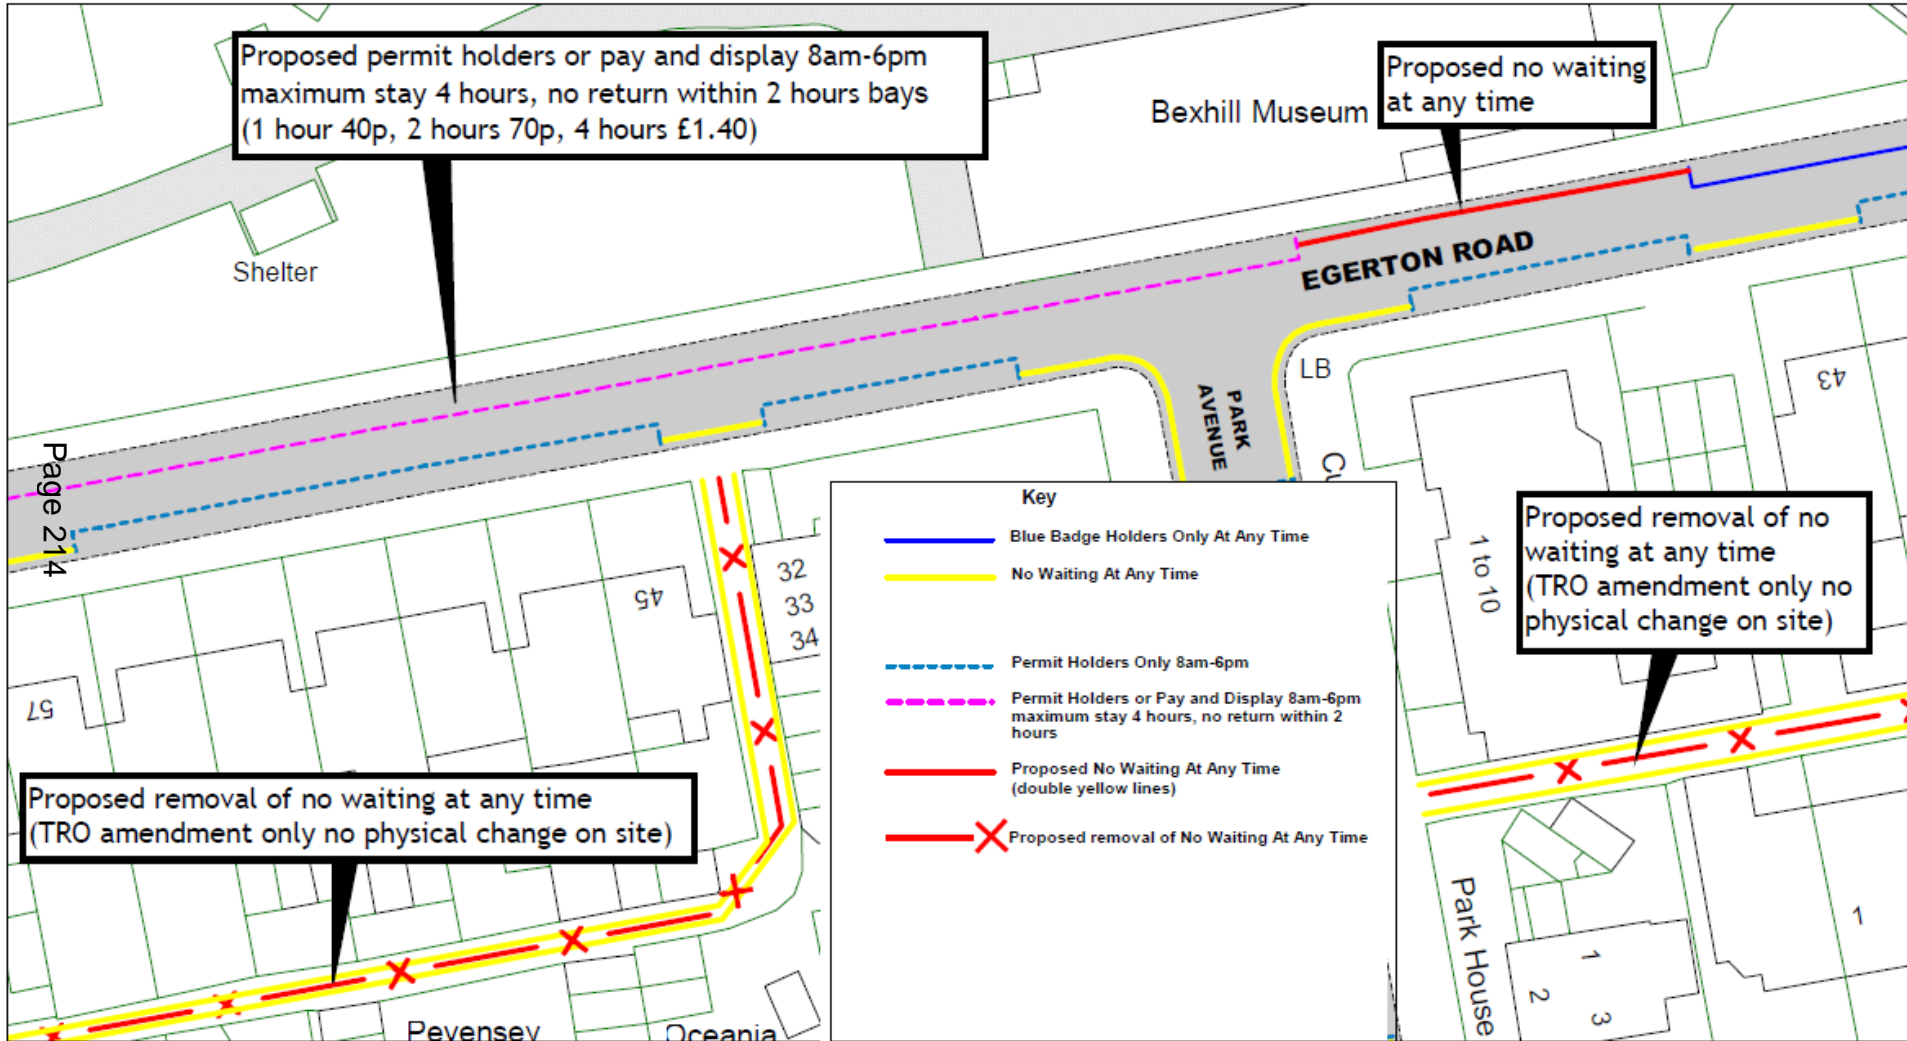 Proposed permit holders or pay and display 8am-6pm
maximum stay 4 hours, no return within 2 hours bays
(1 hour 40p, 2 hours 70p, 4 hours £1.40)
Proposed no waiting
at any time
Bexhill Museum
Shelter
EGERTON ROAD
PARK
AVENUE
LB
Cu
43
Page 214
45
57
32
33
34
1 to 10
Key
Blue Badge Holders Only At Any Time
No Waiting At Any Time
Permit Holders Only 8am-6pm
Permit Holders or Pay and Display 8am-6pm
maximum stay 4 hours, no return within 2
hours
Proposed No Waiting At Any Time
(double yellow lines)
Proposed removal of No Waiting At Any Time
Proposed removal of no
waiting at any time
(TRO amendment only no
physical change on site)
Proposed removal of no waiting at any time
(TRO amendment only no physical change on site)
Pevensey
Oceania
Park House
1
2
3
1